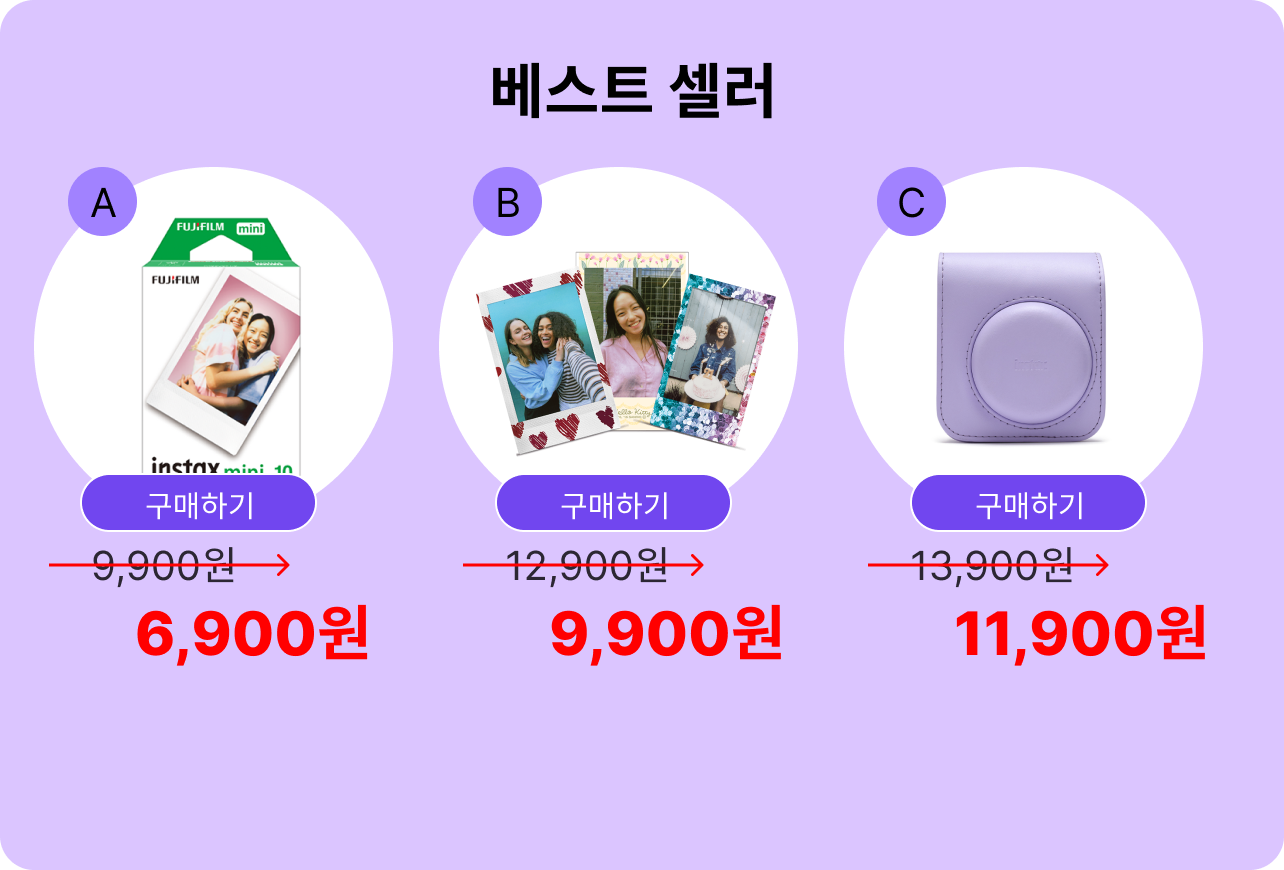 베스트 셀러
A
B
C
FUJIFILM mini
FUJIFILM
instax mini 10
Hello Kitty
구매하기
구매하기
구매하기
9,900원
12,900원
13,900원
6,900원
9,900원
11,900원